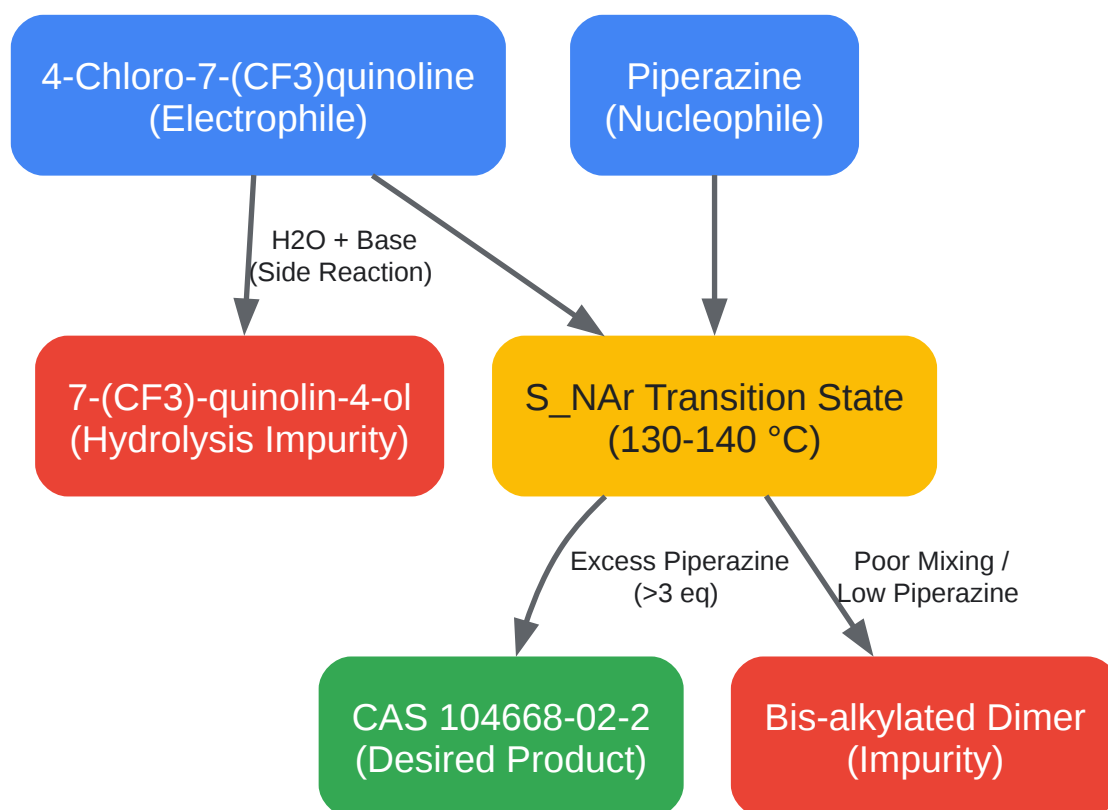 4-Chloro-7-(CF3)quinoline
(Electrophile)
Piperazine
(Nucleophile)
H2O + Base
(Side Reaction)
7-(CF3)-quinolin-4-ol
(Hydrolysis Impurity)
S_NAr Transition State
(130-140 °C)
Excess Piperazine
(>3 eq)
Poor Mixing /
Low Piperazine
CAS 104668-02-2
(Desired Product)
Bis-alkylated Dimer
(Impurity)